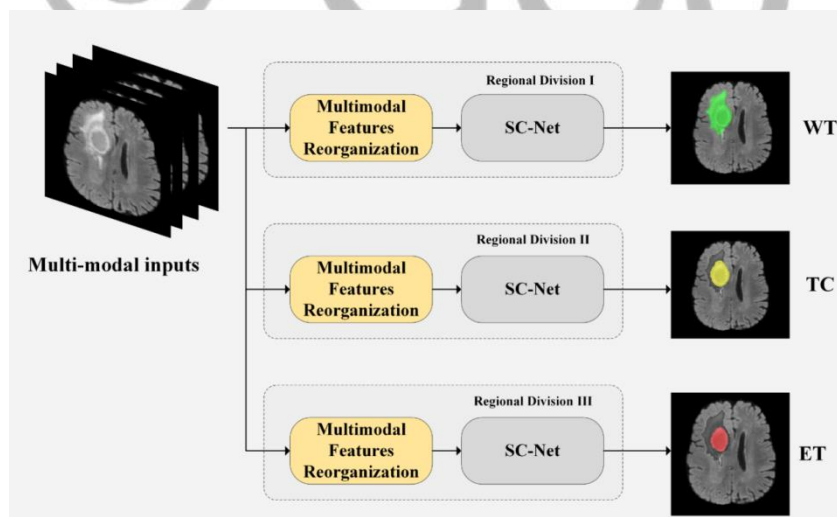 Multi-modal inputs
Regional Division I
Multimodal
Features
Reorganization
SC-Net
WT
Regional Division II
Multimodal
Features
Reorganization
SC-Net
TC
Regional Division III
Multimodal
Features
Reorganization
SC-Net
ET